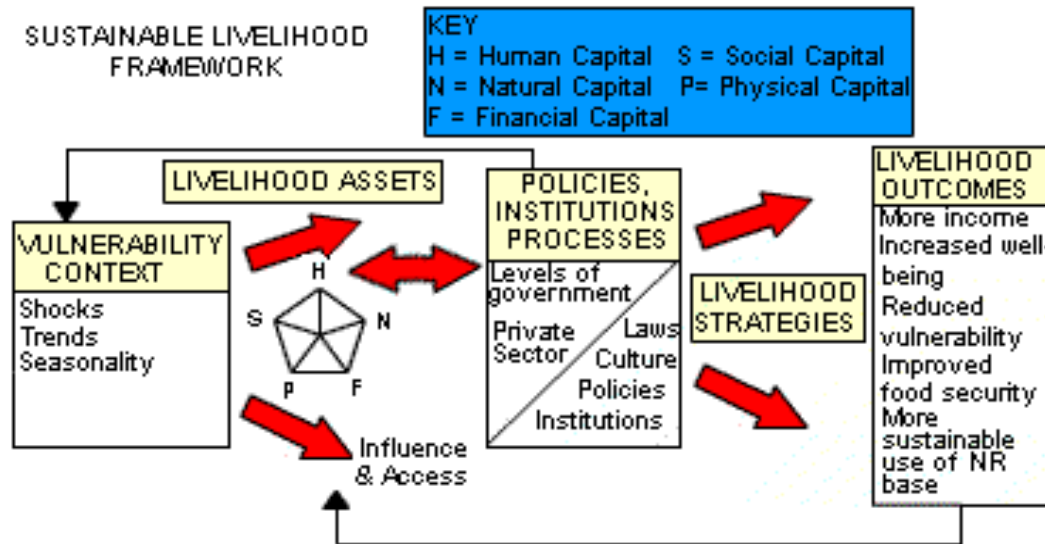 SUSTAINABLE LIVELIHOOD
FRAMEWORK
KEY
H = Human Capital S = Social Capital
N = Natural Capital P= Physical Capital
F = Financial Capital
LIVELIHOOD ASSETS
VULNERABILITY
CONTEXT
Shocks
Trends
Seasonality
H
S
N
P
F
Influence
& Access
POLICIES,
INSTITUTIONS
PROCESSES
Levels of
government
Private
Sector
Laws
Culture
Policies
Institutions
LIVELIHOOD
STRATEGIES
LIVELIHOOD
OUTCOMES
More income
Increased well-
being
Reduced
vulnerability
Improved
food security
More
sustainable
use of NR
base